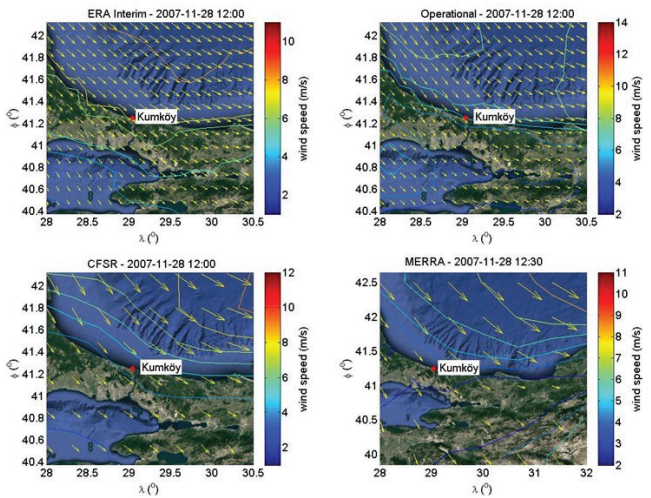 ERA Interim - 2007-11-28 12:00
42
41.8
41.6
41.4
41.2
41
40.8
40.6
40.4
ϕ (°)
28 28.5 29 29.5 30 30.5
λ (°)
Kumköy
10
8
6
4
2
wind speed (m/s)
Operational - 2007-11-28 12:00
42
41.8
41.6
41.4
41.2
41
40.8
40.6
40.4
ϕ (°)
28 28.5 29 29.5 30 30.5
λ (°)
Kumköy
14
12
10
8
6
4
2
wind speed (m/s)
CFSR - 2007-11-28 12:00
42
41.8
41.6
41.4
41.2
41
40.8
40.6
40.4
ϕ (°)
28 28.5 29 29.5 30 30.5
λ (°)
Kumköy
12
10
8
6
4
2
wind speed (m/s)
MERRA - 2007-11-28 12:30
42.5
42
41.5
41
40.5
40
ϕ (°)
28 29 30 31 32
λ (°)
Kumköy
11
10
9
8
7
6
5
4
3
2
wind speed (m/s)